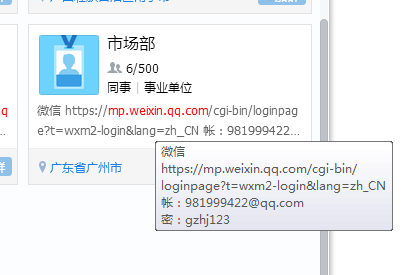 市场部
6/500
同事 | 事业单位
微信 https://mp.weixin.qq.com/cgi-bin/loginpag
e?t=wxm2-login&lang=zh_CN 帐：981999422...
广东省广州市
微信
https://mp.weixin.qq.com/cgi-bin/
loginpage?t=wxm2-login&lang=zh_CN
帐：981999422@qq.com
密：gzhj123